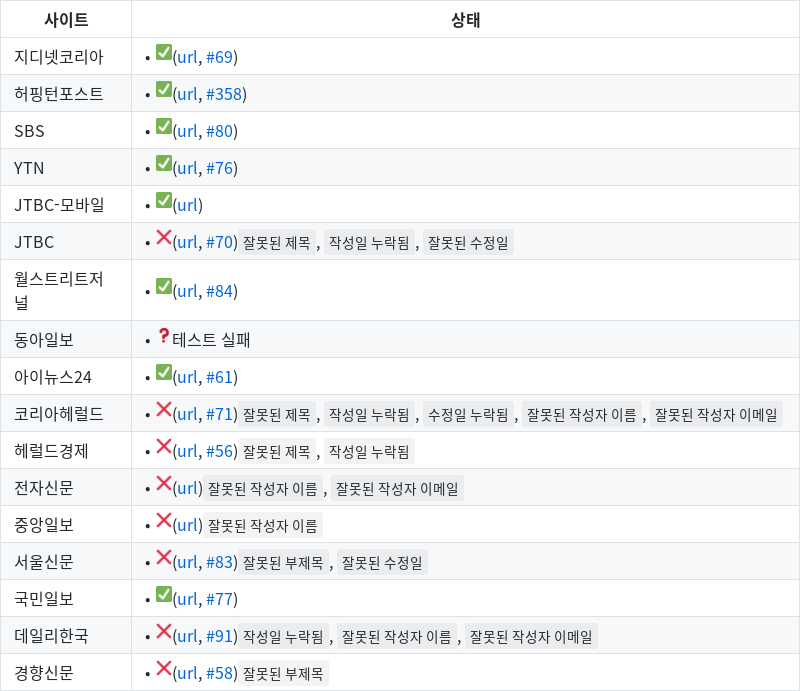 사이트 상태
지디넷코리아 • ✅(url, #69)
허핑턴포스트 • ✅(url, #358)
SBS • ✅(url, #80)
YTN • ✅(url, #76)
JTBC-모바일 • ✅(url)
JTBC • ❌(url, #70) 잘못된 제목 , 작성일 누락됨 , 잘못된 수정일
월스트리트저
널 • ✅(url, #84)
동아일보 • ❓테스트 실패
아이뉴스24 • ✅(url, #61)
코리아헤럴드 • ❌(url, #71) 잘못된 제목 , 작성일 누락됨 , 수정일 누락됨 , 잘못된 작성자 이름 , 잘못된 작성자 이메일
헤럴드경제 • ❌(url, #56) 잘못된 제목 , 작성일 누락됨
전자신문 • ❌(url) 잘못된 작성자 이름 , 잘못된 작성자 이메일
중앙일보 • ❌(url) 잘못된 작성자 이름
서울신문 • ❌(url, #83) 잘못된 부제목 , 잘못된 수정일
국민일보 • ✅(url, #77)
데일리한국 • ❌(url, #91) 작성일 누락됨 , 잘못된 작성자 이름 , 잘못된 작성자 이메일
경향신문 • ❌(url, #58) 잘못된 부제목